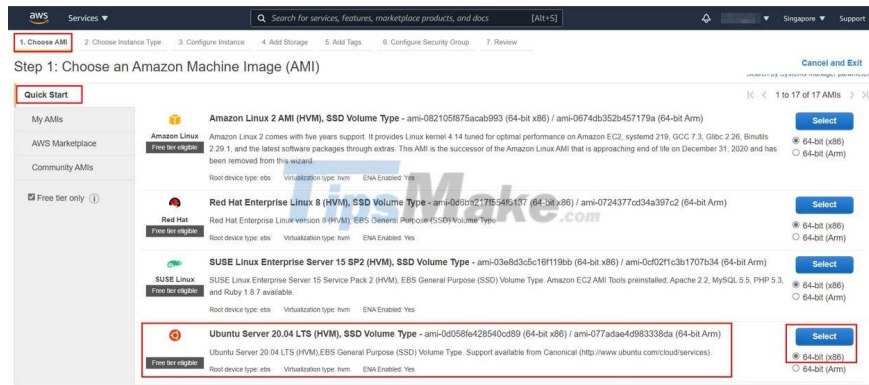 aws Services ▼ Search for services, features, marketplace products, and docs [Alt+S] ▼ Singapore ▼ Support
1. Choose AMI 2. Choose Instance Type 3. Configure Instance 4. Add Storage 5. Add Tags 6. Configure Security Group 7. Review
Step 1: Choose an Amazon Machine Image (AMI) Cancel and Exit
Search by Systems Manager parameter
Quick Start 1 to 17 of 17 AMIs
My AMIs
AWS Marketplace
Community AMIs
Free tier only
Amazon Linux
Free tier eligible
Amazon Linux 2 AMI (HVM), SSD Volume Type - ami-082105f875acab993 (64-bit x86) / ami-0674db352b457179a (64-bit Arm)
Amazon Linux 2 comes with five years support. It provides Linux kernel 4.14 tuned for optimal performance on Amazon EC2, systemd 219, GCC 7.3, Glibc 2.26, Binutils
2.29.1, and the latest software packages through extras. This AMI is the successor of the Amazon Linux AMI that is approaching end of life on December 31, 2020 and has
been removed from this wizard.
Root device type: ebs Virtualization type: hvm ENA Enabled: Yes
Select
64-bit (x86)
64-bit (Arm)
Red Hat
Free tier eligible
Red Hat Enterprise Linux 8 (HVM), SSD Volume Type - (64-bit x86) / ami-0724377cd34a397c2 (64-bit Arm)
Red Hat Enterprise Linux version 8 (HVM), EBS General Purpose (SSD) Volume Type
Root device type: ebs Virtualization type: hvm ENA Enabled: Yes
Select
64-bit (x86)
64-bit (Arm)
TipsMake.com
SUSE Linux
Free tier eligible
SUSE Linux Enterprise Server 15 SP2 (HVM), SSD Volume Type - ami-03e8d3c5c16f119bb (64-bit x86) / ami-0cf02f1c3b1707b34 (64-bit Arm)
SUSE Linux Enterprise Server 15 Service Pack 2 (HVM), EBS General Purpose (SSD) Volume Type. Amazon EC2 AMI Tools preinstalled; Apache 2.2, MySQL 5.5, PHP 5.3,
and Ruby 1.8.7 available.
Root device type: ebs Virtualization type: hvm ENA Enabled: Yes
Select
64-bit (x86)
64-bit (Arm)
Free tier eligible
Ubuntu Server 20.04 LTS (HVM), SSD Volume Type - ami-0d058fe428540cd89 (64-bit x86) / ami-077adae4d983338da (64-bit Arm)
Ubuntu Server 20.04 LTS (HVM),EBS General Purpose (SSD) Volume Type. Support available from Canonical (http://www.ubuntu.com/cloud/services).
Root device type: ebs Virtualization type: hvm ENA Enabled: Yes
Select
64-bit (x86)
64-bit (Arm)